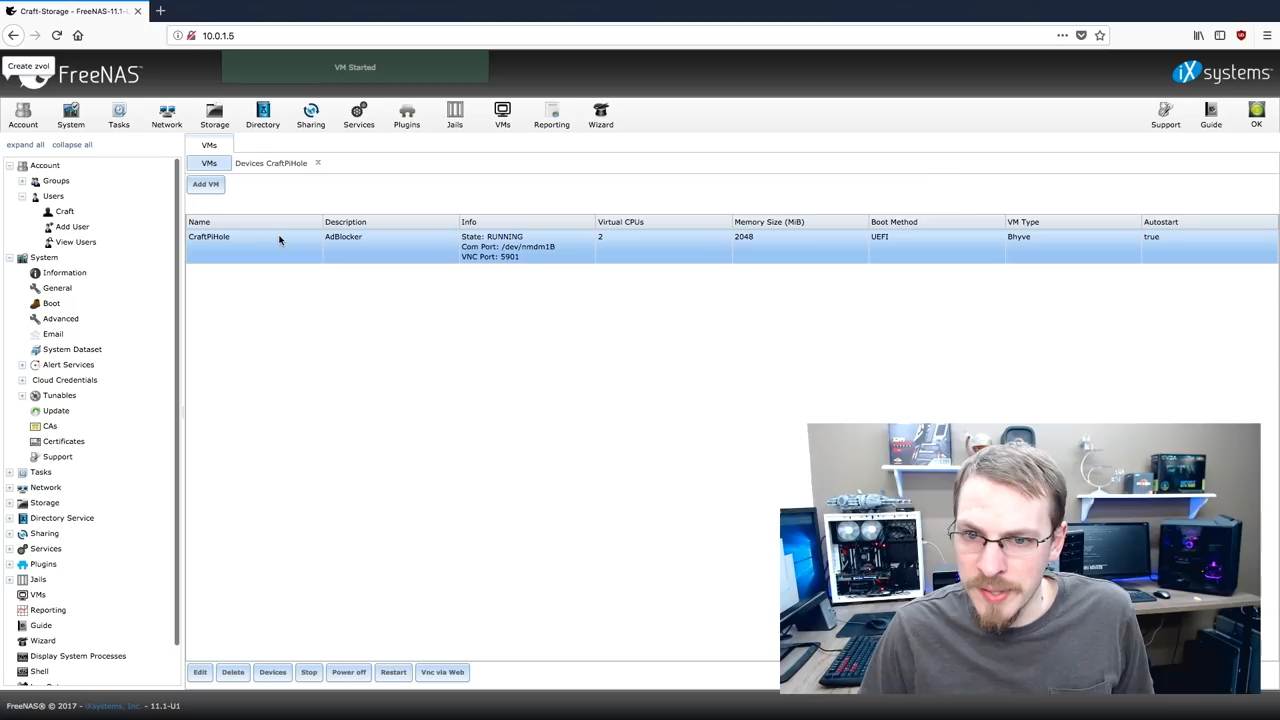 Craft-Storage - FreeNAS-11.1-
10.0.1.5
Create zvol
FreeNAS
VM Started
iXsystems
Account
System
Tasks
Network
Storage
Directory
Sharing
Services
Plugins
Jails
VMs
Reporting
Wizard
Support
Guide
OK
expand all collapse all
Account
Groups
Users
Craft
Add User
View Users
System
Information
General
Boot
Advanced
Email
System Dataset
Alert Services
Cloud Credentials
Tunables
Update
CAs
Certificates
Support
Tasks
Network
Storage
Directory Service
Sharing
Services
Plugins
Jails
VMs
Reporting
Guide
Wizard
Display System Processes
Shell
VMs
VMs Devices CraftPiHole
Add VM
Name Description Info Virtual CPUs Memory Size (MiB) Boot Method VM Type Autostart
CraftPiHole AdBlocker State: RUNNING 2 2048 UEFI Bhyve true
Com Port: /dev/nmdm1B
VNC Port: 5901
Edit Delete Devices Stop Power off Restart Vnc via Web
FreeNAS © 2017 - iXsystems, Inc. - 11.1-U1